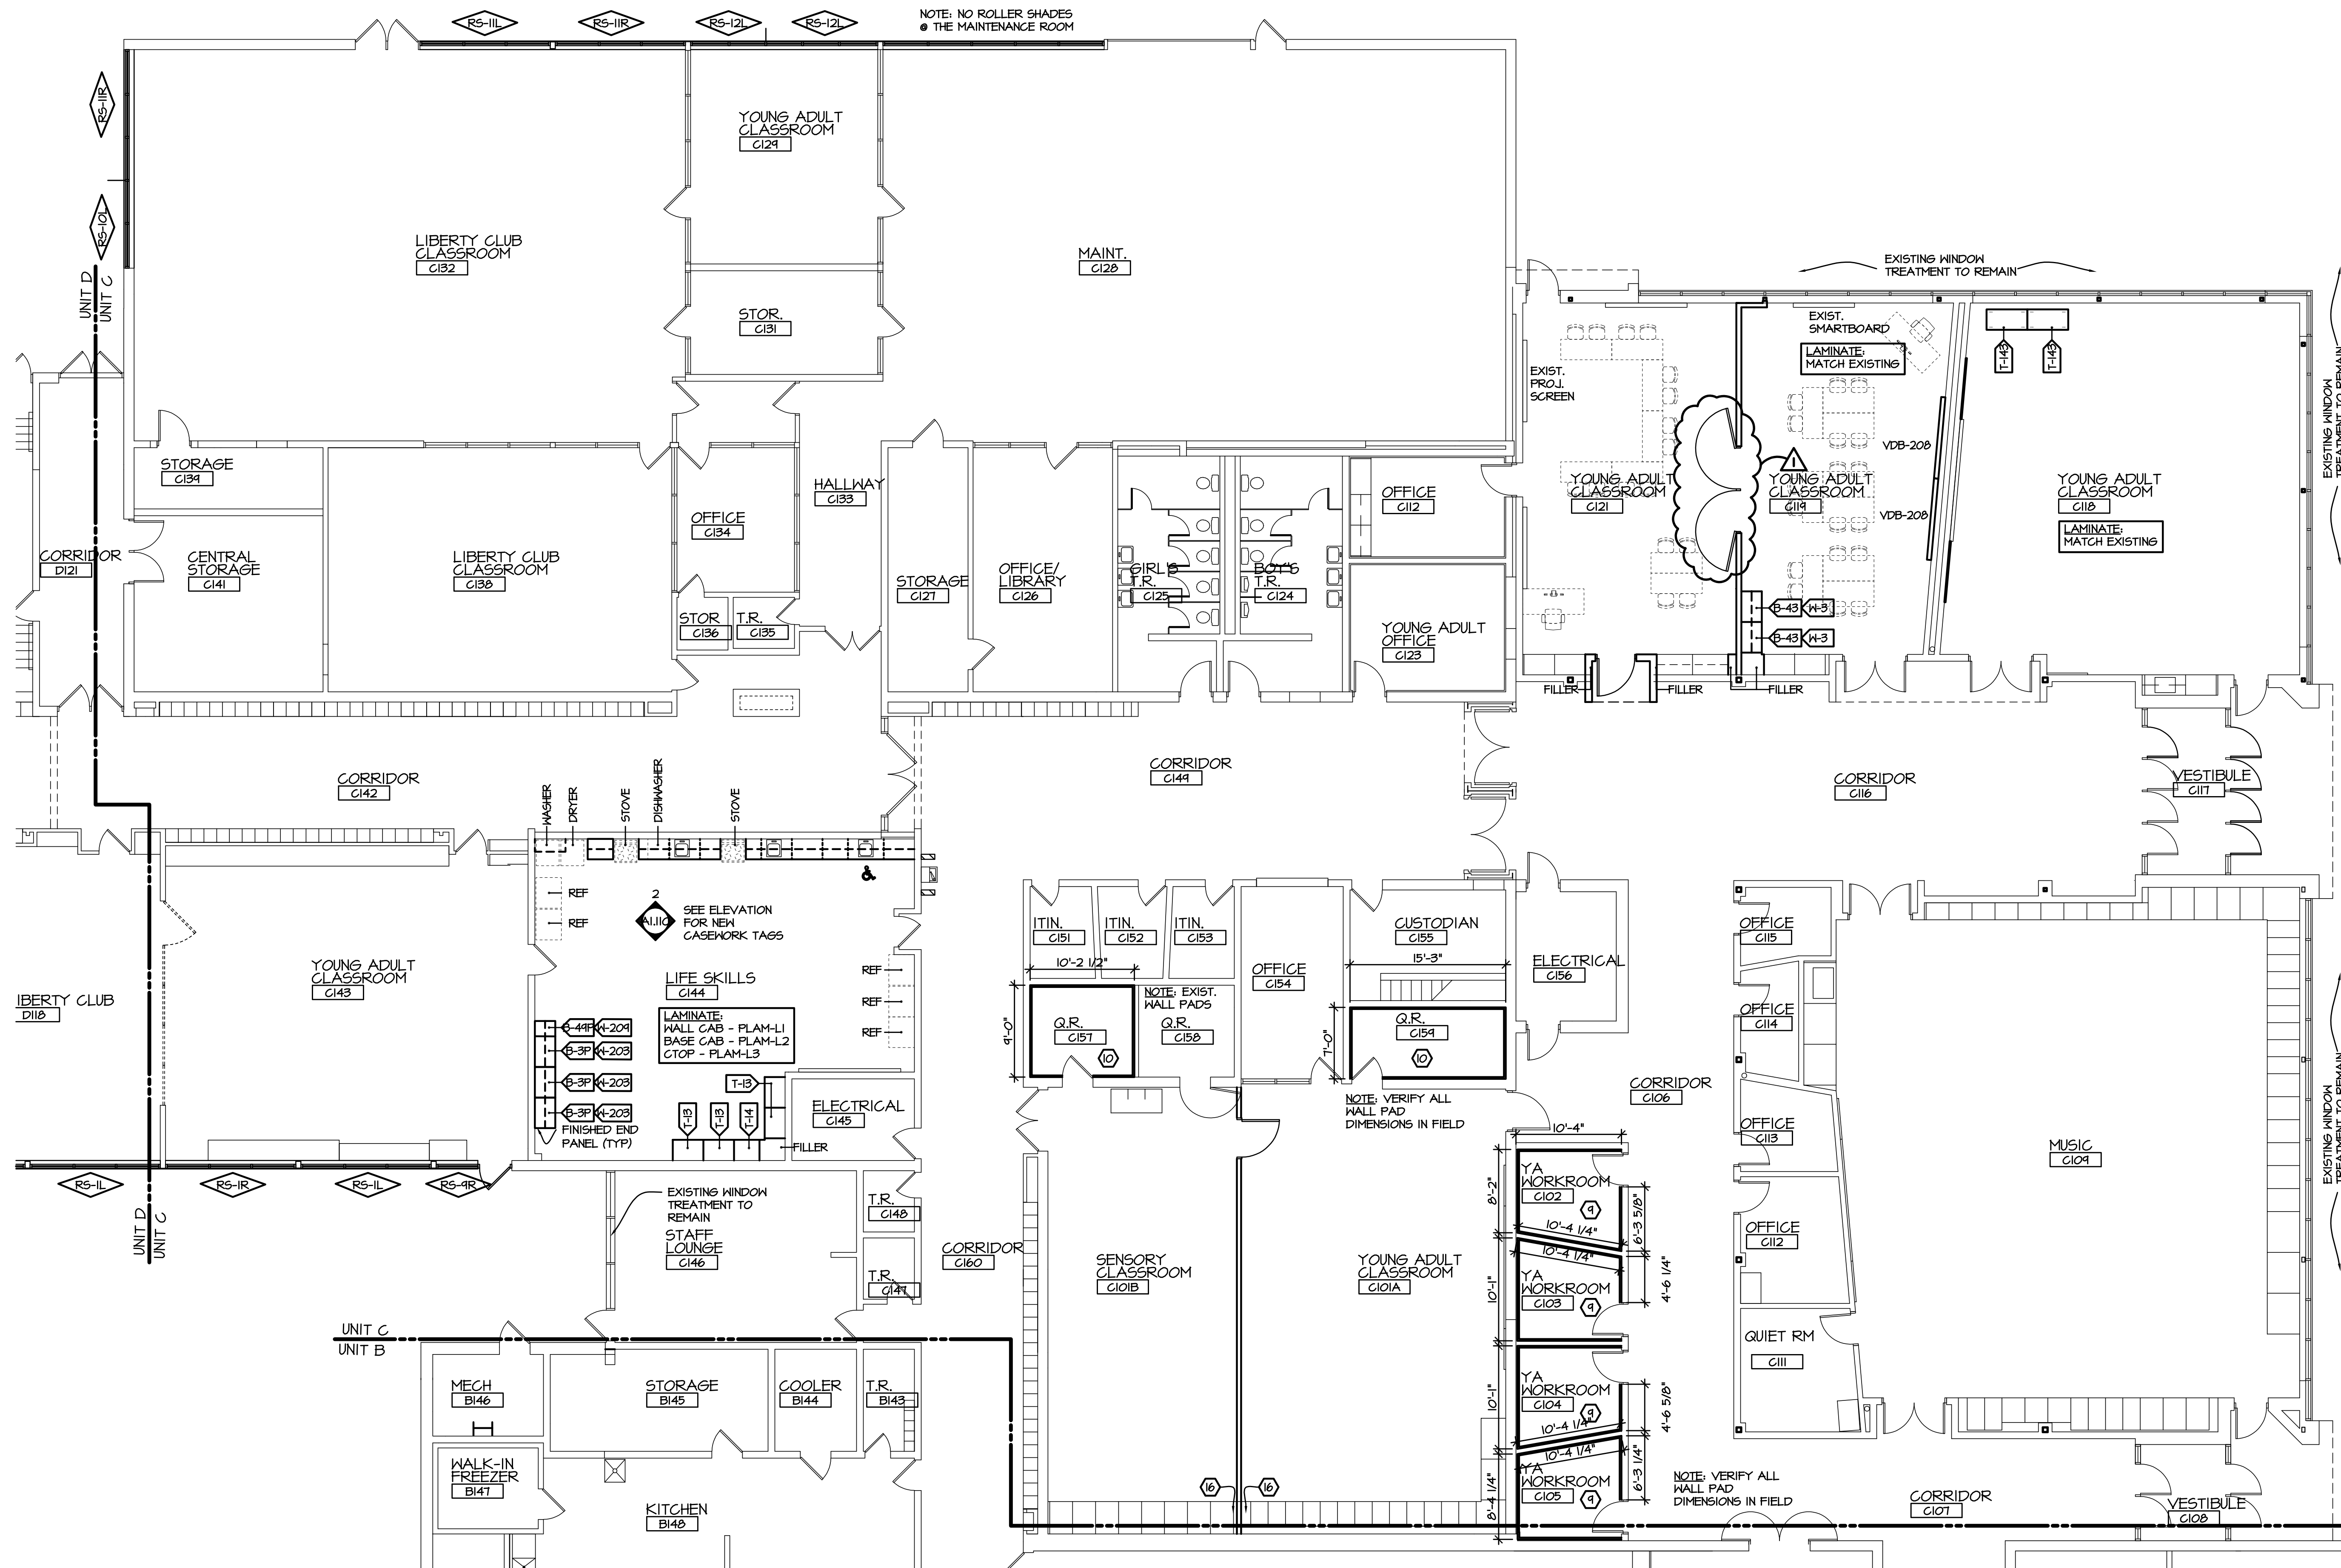 RS-11L
RS-11R
RS-12L
RS-12L
NOTE: NO ROLLER SHADES
@ THE MAINTENANCE ROOM
RS-11R
RS-10L
UNIT D
UNIT C
YOUNG ADULT
CLASSROOM
C129
LIBERTY CLUB
CLASSROOM
C132
MAINT.
C128
STOR.
C131
EXISTING WINDOW
TREATMENT TO REMAIN
EXISTING WINDOW
TREATMENT TO REMAIN
EXIST.
SMARTBOARD
LAMINATE:
MATCH EXISTING
T-143
T-143
EXIST.
PROJ.
SCREEN
VDB-208
VDB-208
1
YOUNG ADULT
CLASSROOM
C121
YOUNG ADULT
CLASSROOM
C119
YOUNG ADULT
CLASSROOM
C118
LAMINATE:
MATCH EXISTING
B-43
W-3
B-43
W-3
FILLER
FILLER
FILLER
STORAGE
C139
CORRIDOR
D121
CENTRAL
STORAGE
C141
LIBERTY CLUB
CLASSROOM
C138
OFFICE
C134
HALLWAY
C133
STOR
C136
T.R.
C135
STORAGE
C127
OFFICE/
LIBRARY
C126
GIRL'S
T.R.
C125
BOY'S
T.R.
C124
OFFICE
C112
YOUNG ADULT
OFFICE
C123
CORRIDOR
C142
CORRIDOR
C149
CORRIDOR
C116
VESTIBULE
C117
WASHER
DRYER
STOVE
DISHWASHER
STOVE
REF
REF
2
A1.110
SEE ELEVATION
FOR NEW
CASEWORK TAGS
LIFE SKILLS
C144
LAMINATE:
WALL CAB - PLAM-L1
BASE CAB - PLAM-L2
CTOP - PLAM-L3
REF
REF
REF
IBERTY CLUB
D118
YOUNG ADULT
CLASSROOM
C143
B-49P
W-209
B-3P
W-203
B-3P
W-203
B-3P
W-203
FINISHED END
PANEL (TYP)
T-13
T-13
T-13
T-14
FILLER
ELECTRICAL
C145
ITIN.
C151
ITIN.
C152
ITIN.
C153
10'-2 1/2"
9'-0"
Q.R.
C157
10
NOTE: EXIST.
WALL PADS
Q.R.
C158
OFFICE
C154
CUSTODIAN
C155
15'-3"
7'-0"
Q.R.
C159
10
ELECTRICAL
C156
NOTE: VERIFY ALL
WALL PAD
DIMENSIONS IN FIELD
CORRIDOR
C106
OFFICE
C115
OFFICE
C114
OFFICE
C113
OFFICE
C112
QUIET RM
C111
MUSIC
C109
EXISTING WINDOW
TREATMENT TO REMAIN
RS-1L
RS-1R
RS-1L
RS-9R
UNIT D
UNIT C
EXISTING WINDOW
TREATMENT TO
REMAIN
STAFF
LOUNGE
C146
T.R.
C148
T.R.
C147
CORRIDOR
C160
SENSORY
CLASSROOM
C101B
YOUNG ADULT
CLASSROOM
C101A
10'-4"
8'-2"
YA
WORKROOM
C102
9
6'-3 5/8"
10'-4 1/4"
10'-4 1/4"
10'-1"
YA
WORKROOM
C103
9
4'-6 1/4"
10'-1"
YA
WORKROOM
C104
9
4'-6 5/8"
10'-4 1/4"
10'-4 1/4"
8'-4 1/4"
YA
WORKROOM
C105
9
6'-3 1/4"
16
16
NOTE: VERIFY ALL
WALL PAD
DIMENSIONS IN FIELD
CORRIDOR
C107
VESTIBULE
C108
UNIT C
UNIT B
MECH
B146
STORAGE
B145
COOLER
B144
T.R.
B143
WALK-IN
FREEZER
B147
KITCHEN
B148